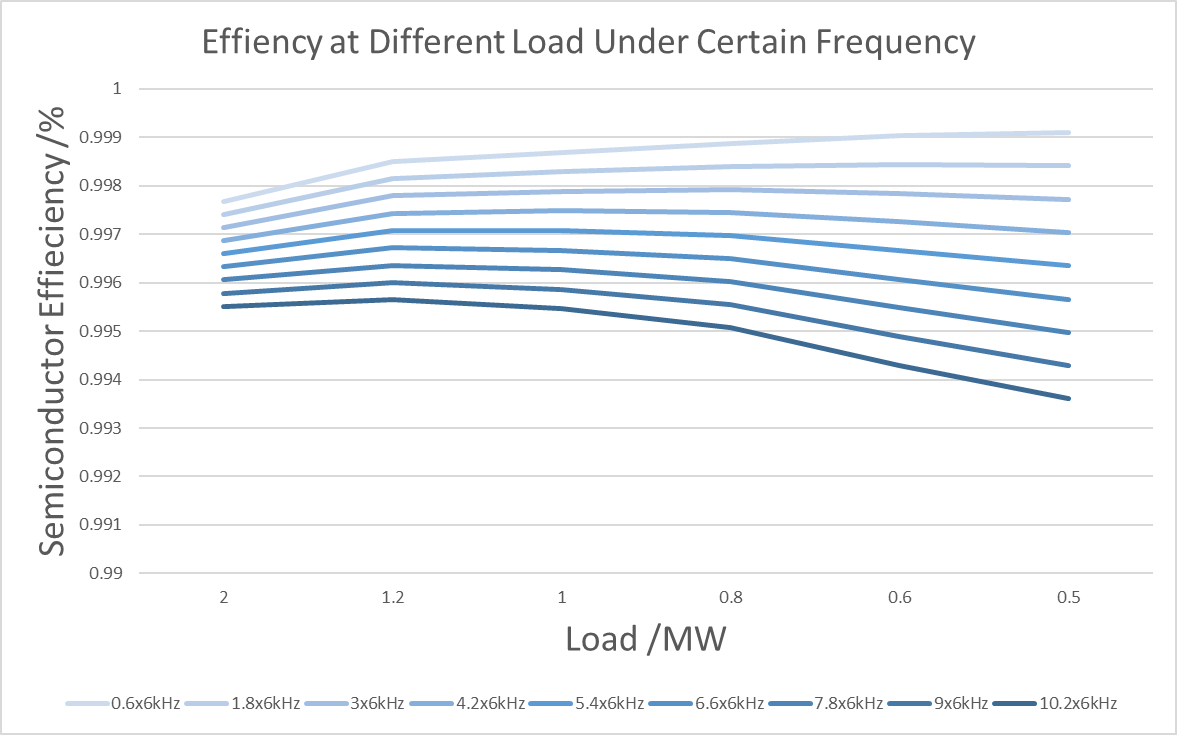 Effiency at Different Load Under Certain Frequency
Semiconductor Effieciency /%
1
0.999
0.998
0.997
0.996
0.995
0.994
0.993
0.992
0.991
0.99
2 1.2 1 0.8 0.6 0.5
Load /MW
0.6x6kHz 1.8x6kHz 3x6kHz 4.2x6kHz 5.4x6kHz 6.6x6kHz 7.8x6kHz 9x6kHz 10.2x6kHz